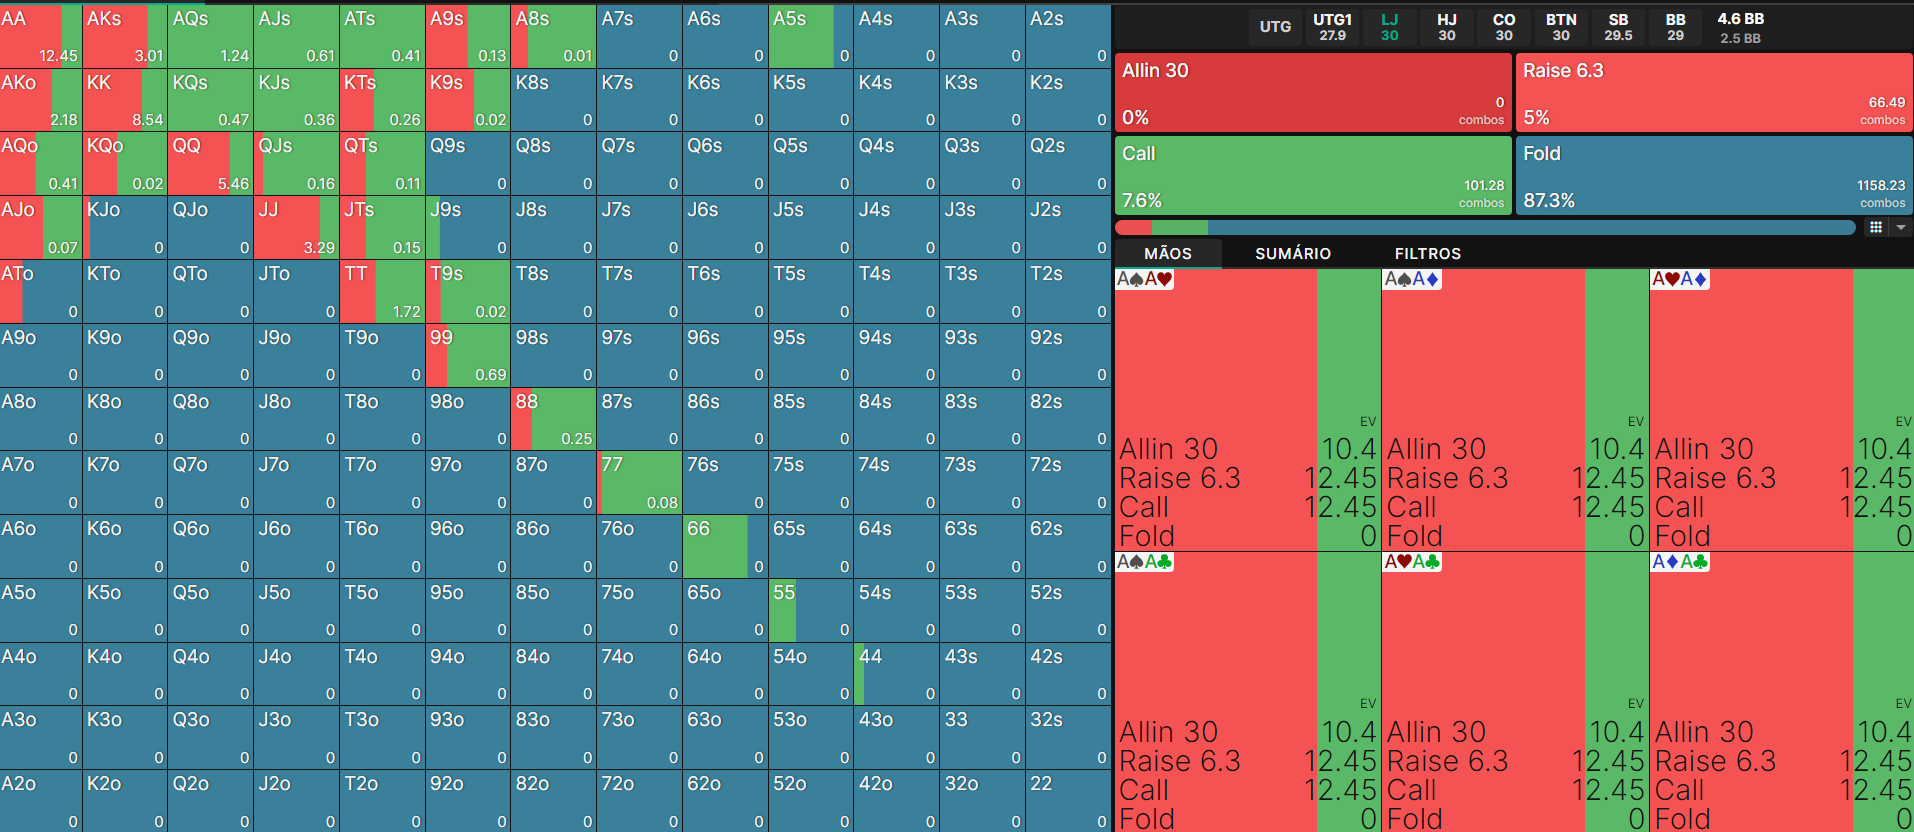 AA AKs AQs AJs ATs A9s A8s A7s A6s A5s A4s A3s A2s
12.45 3.01 1.24 0.61 0.41 0.13 0.01 0 0 0 0 0 0
AKo KK KQs KJs KTs K9s K8s K7s K6s K5s K4s K3s K2s
2.18 8.54 0.47 0.36 0.26 0.02 0 0 0 0 0 0 0
AQo KQo QQ QJs QTs Q9s Q8s Q7s Q6s Q5s Q4s Q3s Q2s
0.41 0.02 5.46 0.16 0.11 0 0 0 0 0 0 0 0
AJo KJo QJo JJ JTs J9s J8s J7s J6s J5s J4s J3s J2s
0.07 0 0 3.29 0.15 0 0 0 0 0 0 0 0
ATo KTo QTo JTo TT T9s T8s T7s T6s T5s T4s T3s T2s
0 0 0 0 1.72 0.02 0 0 0 0 0 0 0
A9o K9o Q9o J9o T9o 99 98s 97s 96s 95s 94s 93s 92s
0 0 0 0 0 0.69 0 0 0 0 0 0 0
A8o K8o Q8o J8o T8o 98o 88 87s 86s 85s 84s 83s 82s
0 0 0 0 0 0 0.25 0 0 0 0 0 0
A7o K7o Q7o J7o T7o 97o 87o 77 76s 75s 74s 73s 72s
0 0 0 0 0 0 0 0.08 0 0 0 0 0
A6o K6o Q6o J6o T6o 96o 86o 76o 66 65s 64s 63s 62s
0 0 0 0 0 0 0 0 0 0 0 0 0
A5o K5o Q5o J5o T5o 95o 85o 75o 65o 55 54s 53s 52s
0 0 0 0 0 0 0 0 0 0 0 0 0
A4o K4o Q4o J4o T4o 94o 84o 74o 64o 54o 44 43s 42s
0 0 0 0 0 0 0 0 0 0 0 0 0
A3o K3o Q3o J3o T3o 93o 83o 73o 63o 53o 43o 33 32s
0 0 0 0 0 0 0 0 0 0 0 0 0
A2o K2o Q2o J2o T2o 92o 82o 72o 62o 52o 42o 32o 22
0 0 0 0 0 0 0 0 0 0 0 0 0
UTG UTG1 LJ HJ CO BTN SB BB 4.6 BB
27.9 30 30 30 30 29.5 29 2.5 BB
Allin 30
0
0% combos
Raise 6.3
66.49
5% combos
Call
101.28
7.6% combos
Fold
1158.23
87.3% combos
MÃOS SUMÁRIO FILTROS
A♠A♥
EV
Allin 30 10.4
Raise 6.3 12.45
Call 12.45
Fold 0
A♠A♦
EV
Allin 30 10.4
Raise 6.3 12.45
Call 12.45
Fold 0
A♥A♦
EV
Allin 30 10.4
Raise 6.3 12.45
Call 12.45
Fold 0
A♠A♣
EV
Allin 30 10.4
Raise 6.3 12.45
Call 12.45
Fold 0
A♥A♣
EV
Allin 30 10.4
Raise 6.3 12.45
Call 12.45
Fold 0
A♦A♣
EV
Allin 30 10.4
Raise 6.3 12.45
Call 12.45
Fold 0